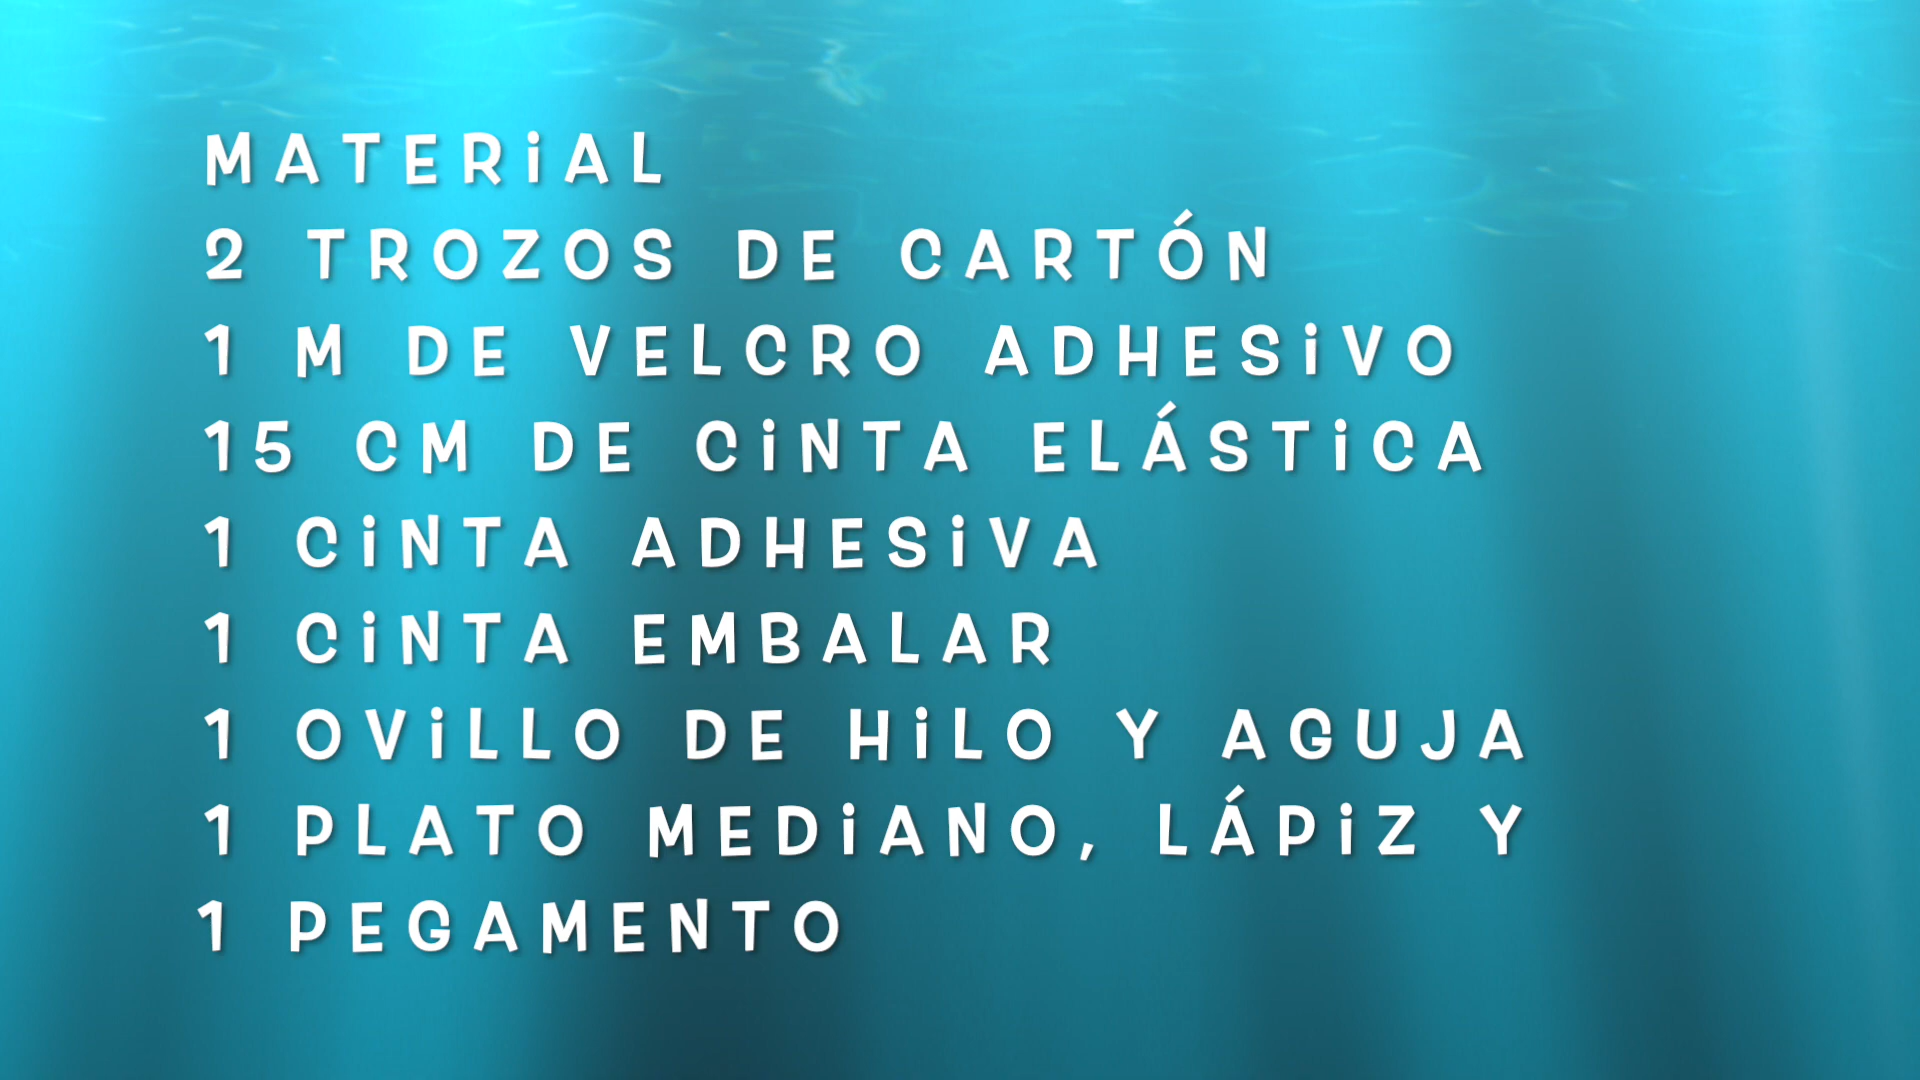 MATERIAL
2 TROZOS DE CARTÓN
1 M DE VELCRO ADHESIVO
15 CM DE CINTA ELÁSTICA
1 CINTA ADHESIVA
1 CINTA EMBALAR
1 OVILLO DE HILO Y AGUJA
1 PLATO MEDIANO, LÁPIZ Y
1 PEGAMENTO